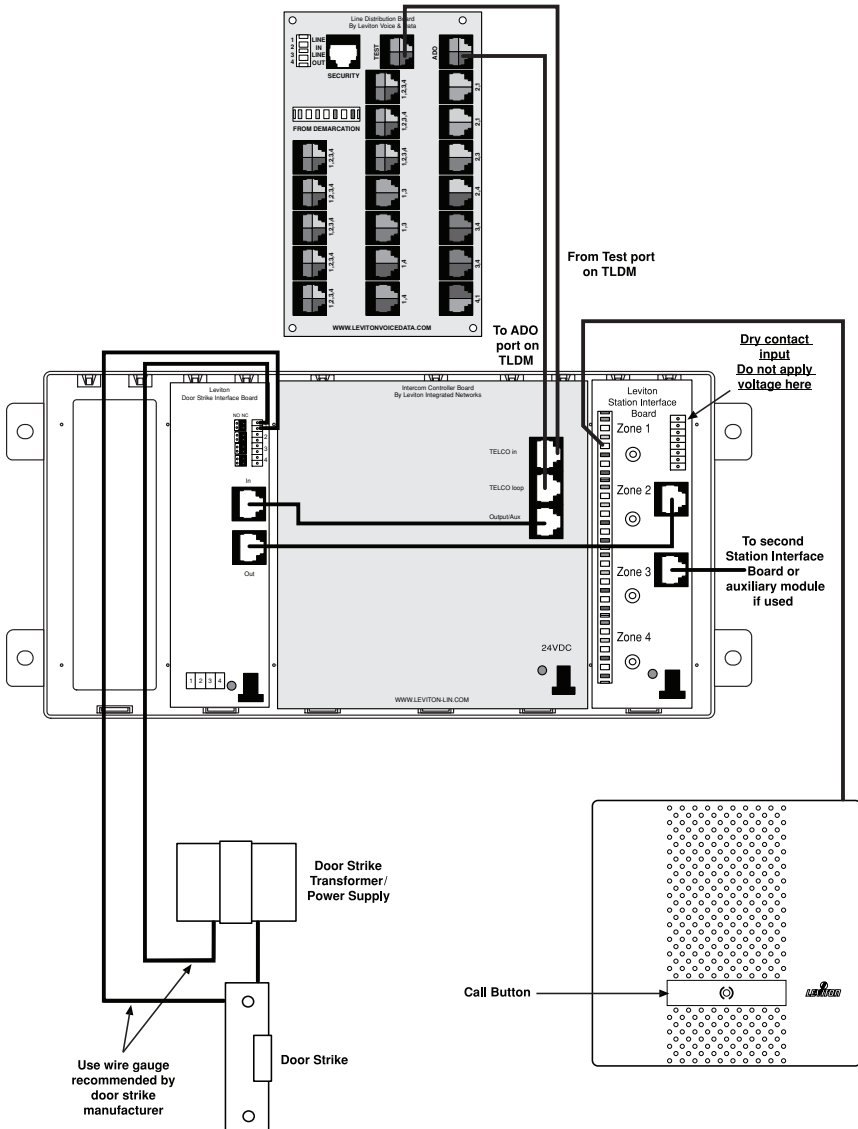 Line Distribution Board
By Leviton Voice & Data
1 LINE
2 IN
3 LINE
4 OUT
SECURITY
TEST
ADO
FROM DEMARCATION
1,2,3,4
1,2,3,4
1,2,3,4
1,2,3,4
1,2,3,4
1,2,3,4
1,2,3,4
1,2,3,4
1,3
1,3
1,4
1,4
2,1
2,1
2,3
2,4
3,4
3,4
4,1
WWW.LEVITONVOICEDATA.COM
From Test port
on TLDM
To ADO
port on
TLDM
Dry contact
input
Do not apply
voltage here
Leviton
Door Strike Interface Board
NO NC
2
3
4
In
Out
1 2 3 4
Intercom Controller Board
By Leviton Integrated Networks
TELCO in
TELCO loop
Output/Aux
24VDC
WWW.LEVITON-LIN.COM
Leviton
Station Interface
Board
Zone 1
Zone 2
Zone 3
Zone 4
To second
Station Interface
Board or
auxiliary module
if used
Door Strike
Transformer/
Power Supply
Call Button
LEVITON
Door Strike
Use wire gauge
recommended by
door strike
manufacturer